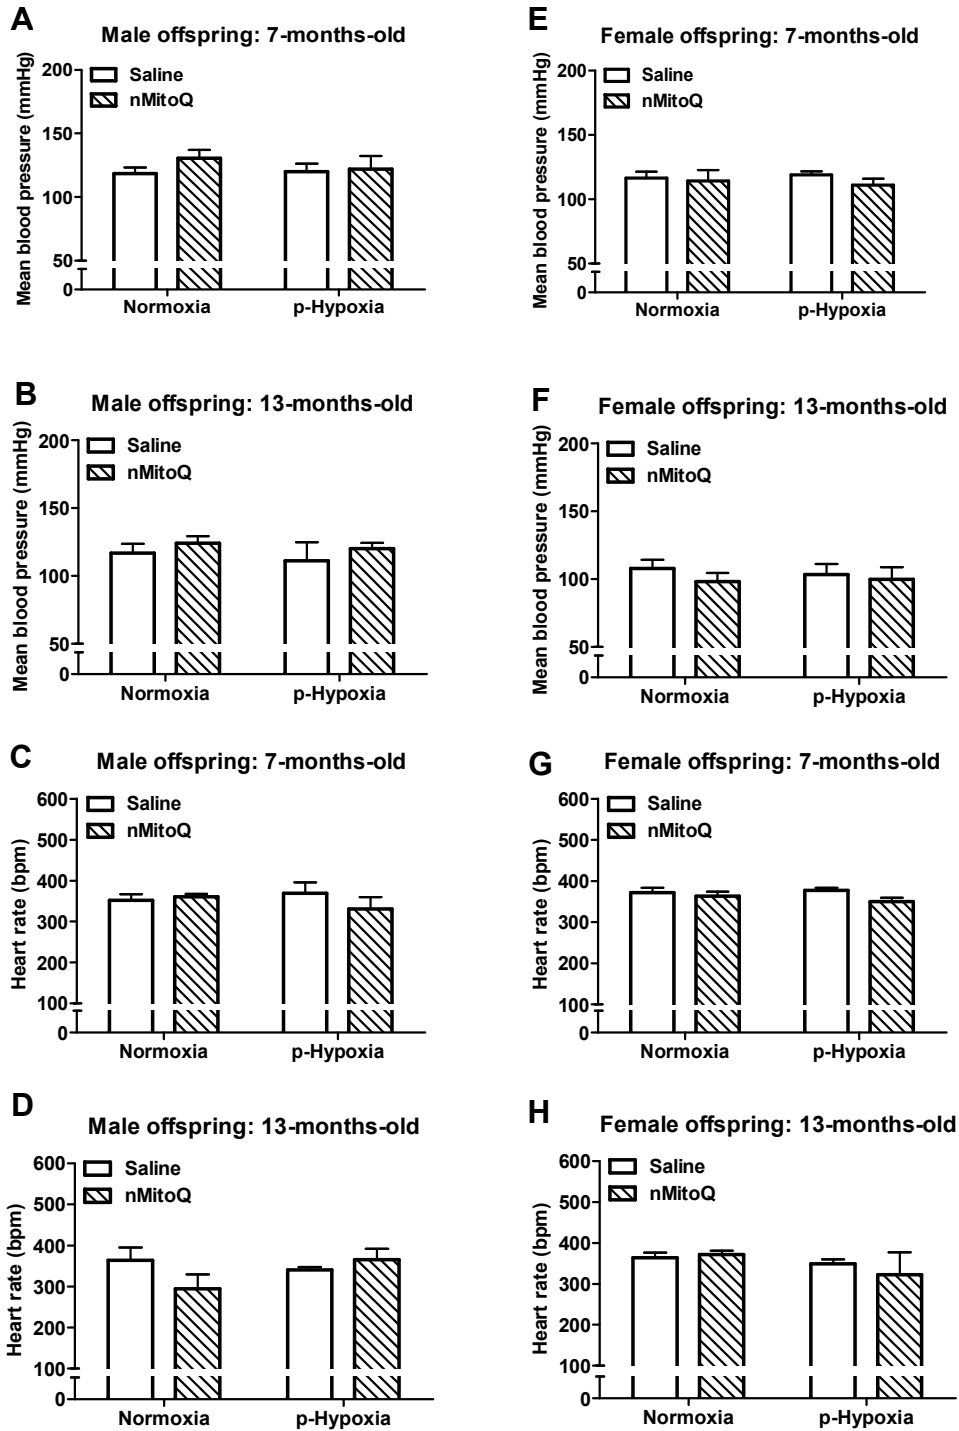 A
Male offspring: 7-months-old
Mean blood pressure (mmHg)
200
150
100
50
0
Saline
nMitoQ
Normoxia
p-Hypoxia
E
Female offspring: 7-months-old
Mean blood pressure (mmHg)
200
150
100
50
0
Saline
nMitoQ
Normoxia
p-Hypoxia
B
Male offspring: 13-months-old
Mean blood pressure (mmHg)
200
150
100
50
0
Saline
nMitoQ
Normoxia
p-Hypoxia
F
Female offspring: 13-months-old
Mean blood pressure (mmHg)
200
150
100
50
0
Saline
nMitoQ
Normoxia
p-Hypoxia
C
Male offspring: 7-months-old
Heart rate (bpm)
600
500
400
300
200
100
0
Saline
nMitoQ
Normoxia
p-Hypoxia
G
Female offspring: 7-months-old
Heart rate (bpm)
600
500
400
300
200
100
0
Saline
nMitoQ
Normoxia
p-Hypoxia
D
Male offspring: 13-months-old
Heart rate (bpm)
600
500
400
300
200
100
0
Saline
nMitoQ
Normoxia
p-Hypoxia
H
Female offspring: 13-months-old
Heart rate (bpm)
600
500
400
300
200
100
0
Saline
nMitoQ
Normoxia
p-Hypoxia